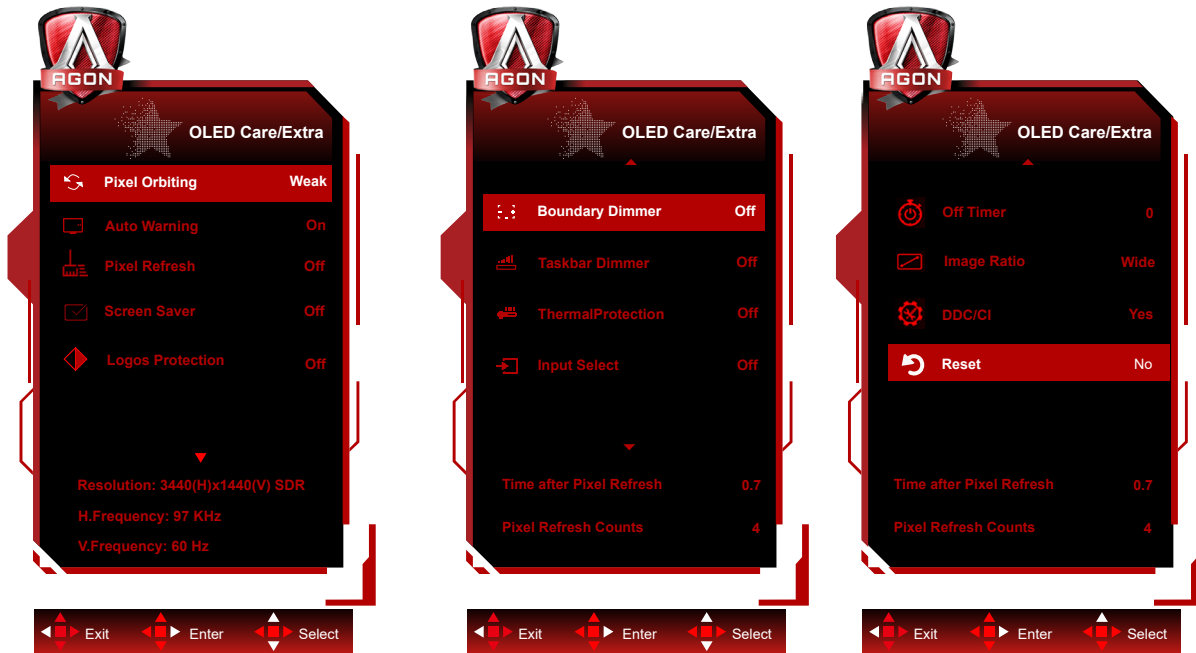 AGON
OLED Care/Extra
Pixel Orbiting Weak
Auto Warning On
Pixel Refresh Off
Screen Saver Off
Logos Protection Off
Resolution: 3440(H)x1440(V) SDR
H.Frequency: 97 KHz
V.Frequency: 60 Hz
Exit Enter Select
AGON
OLED Care/Extra
Boundary Dimmer Off
Taskbar Dimmer Off
ThermalProtection Off
Input Select Off
Time after Pixel Refresh 0.7
Pixel Refresh Counts 4
Exit Enter Select
AGON
OLED Care/Extra
Off Timer 0
Image Ratio Wide
DDC/CI Yes
Reset No
Time after Pixel Refresh 0.7
Pixel Refresh Counts 4
Exit Enter Select